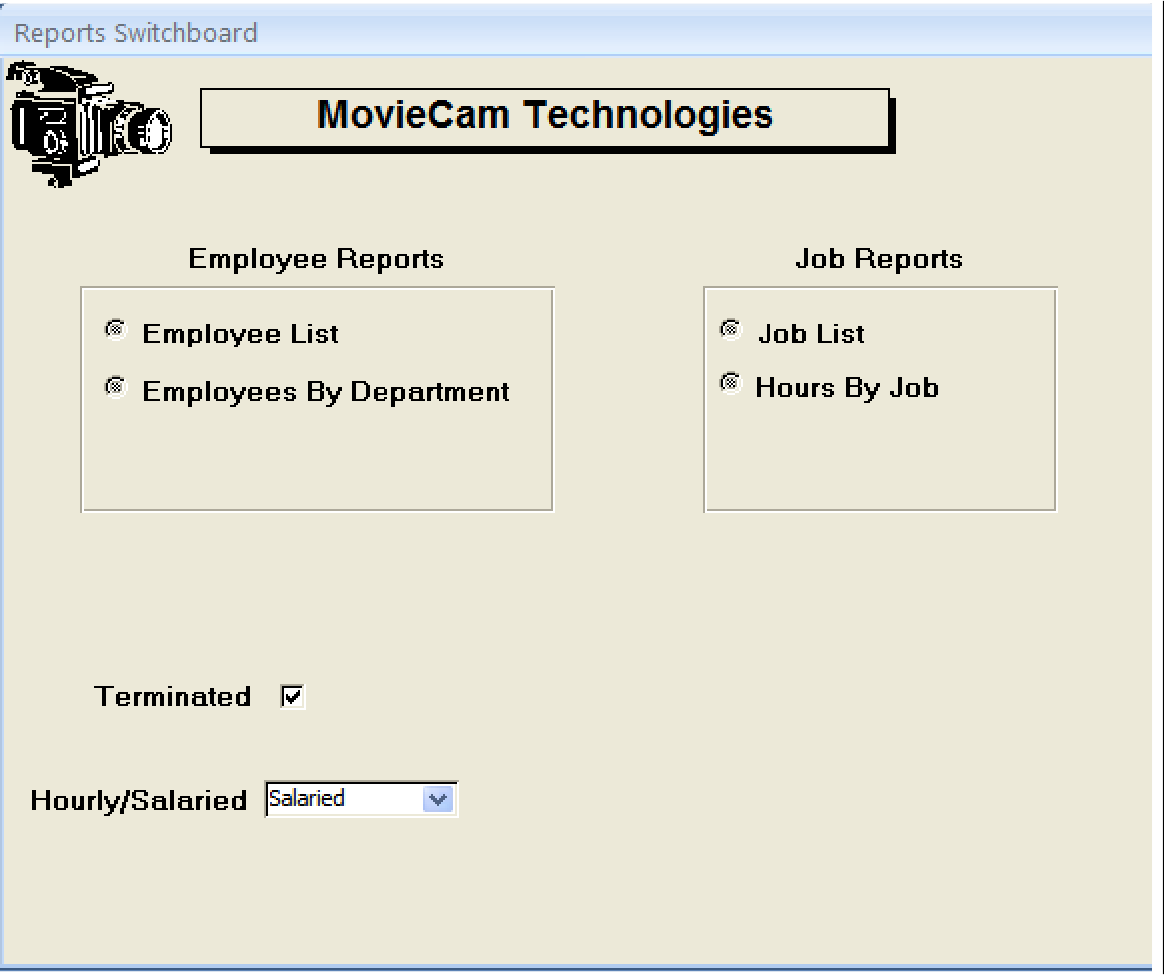 Reports Switchboard
MovieCam Technologies
Employee Reports
Employee List
Employees By Department
Job Reports
Job List
Hours By Job
Terminated
Hourly/Salaried Salaried